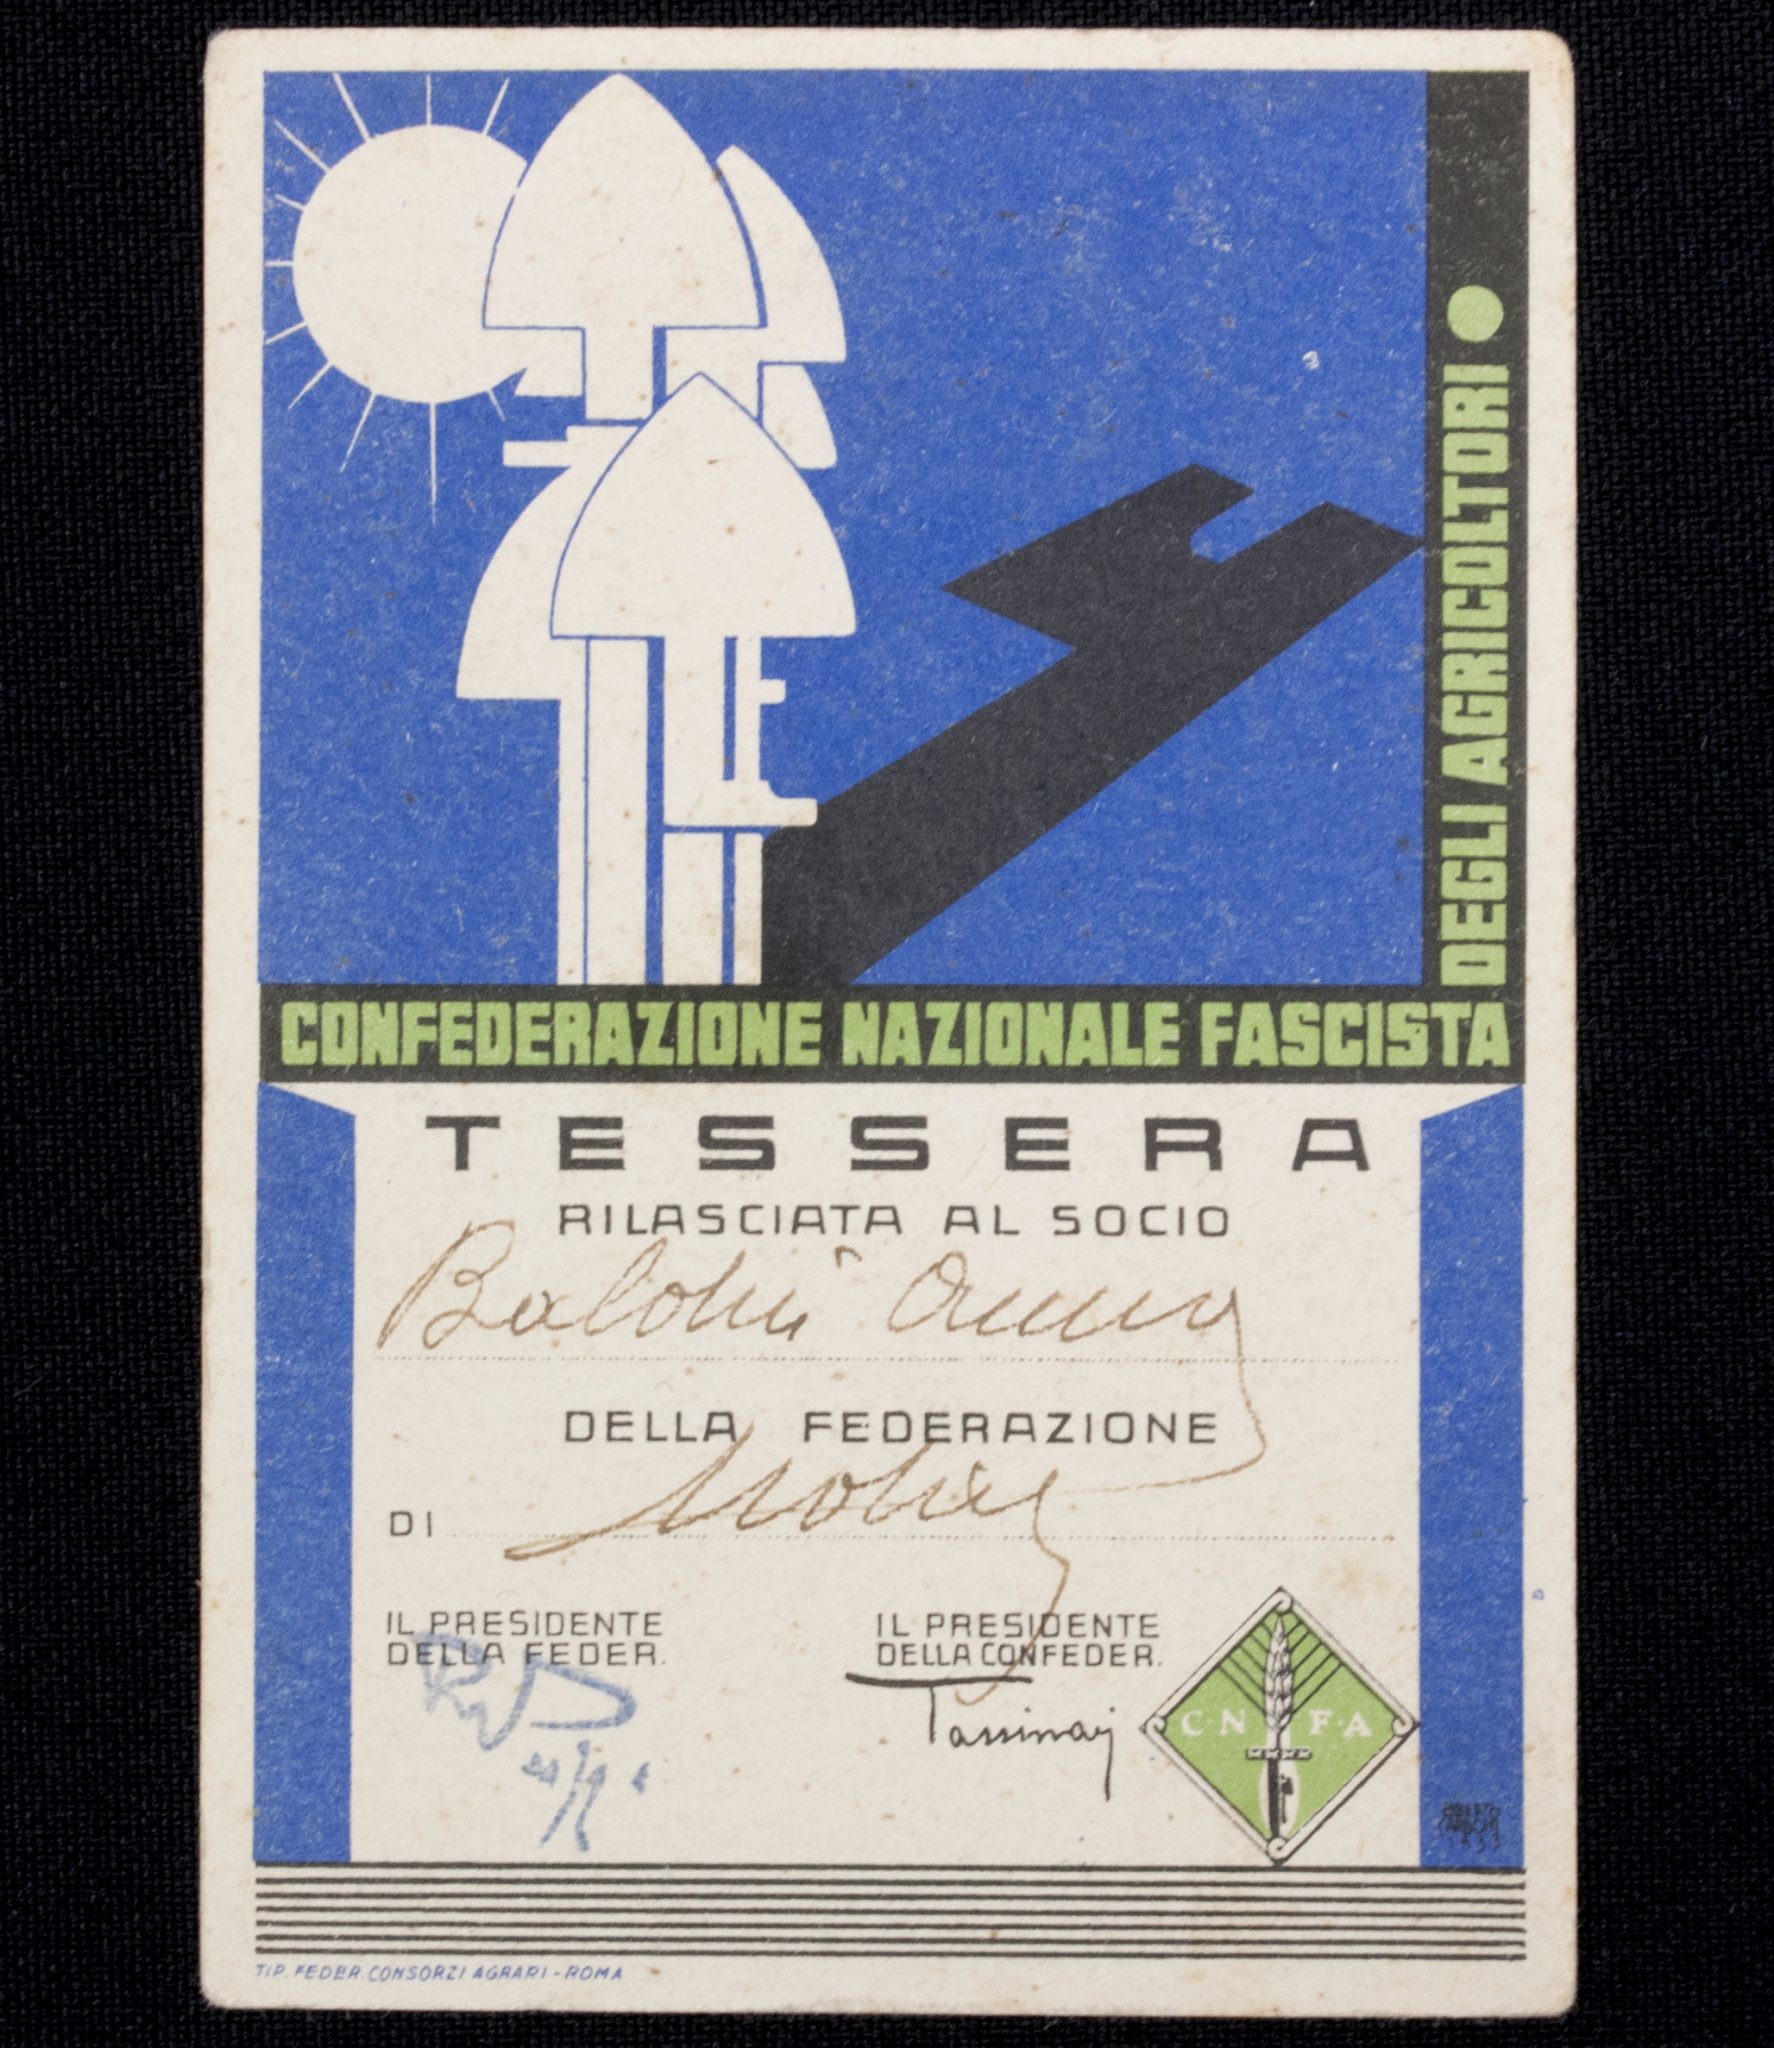 CONFEDERAZIONE NAZIONALE FASCISTA
DEGLI AGRICOLTORI
TESSERA
RILASCIATA AL SOCIO
DELLA FEDERAZIONE
DI
IL PRESIDENTE
DELLA FEDER.
IL PRESIDENTE
DELLA CONFEDER.
Tassinari
C·N F·A
TIP. FEDER. CONSORZI AGRARI - ROMA